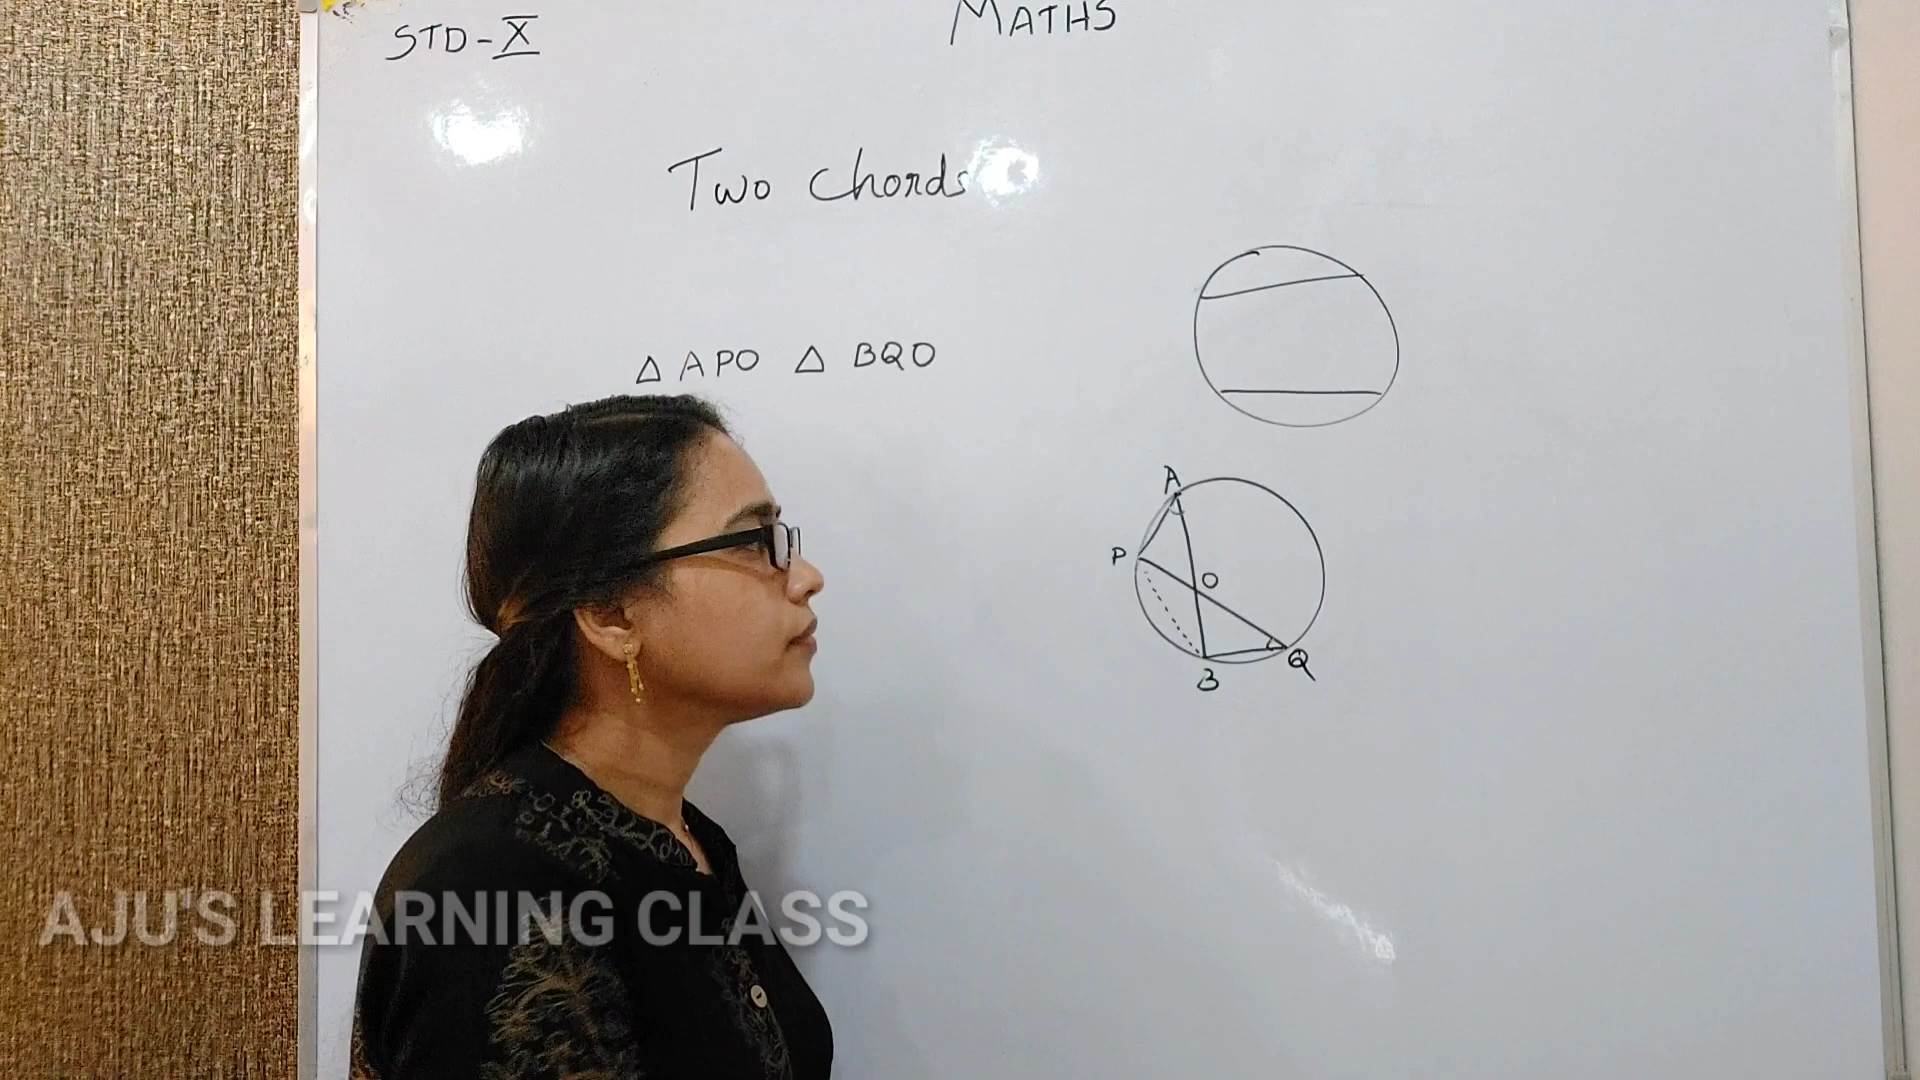 STD-X
MATHS
Two Chords
△ APO △ BQO
A
P
O
B
Q
AJU'S LEARNING CLASS